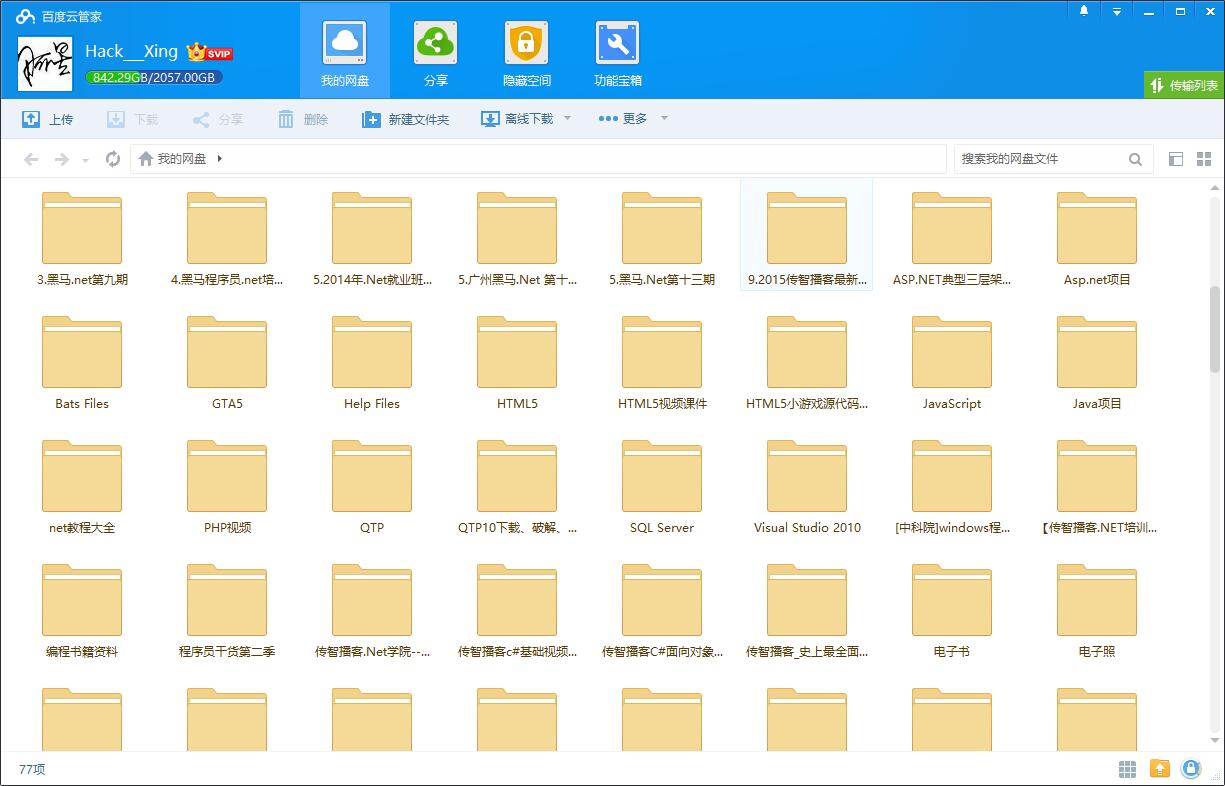 百度云管家
Hack___Xing SVIP
842.29GB/2057.00GB
我的网盘 分享 隐藏空间 功能宝箱
传输列表
上传 下载 分享 删除 新建文件夹 离线下载 更多
我的网盘
搜索我的网盘文件
3.黑马.net第九期 4.黑马程序员.net培... 5.2014年.Net就业班... 5.广州黑马.Net 第十... 5.黑马.Net第十三期 9.2015传智播客最新... ASP.NET典型三层架... Asp.net项目
Bats Files GTA5 Help Files HTML5 HTML5视频课件 HTML5小游戏源代码... JavaScript Java项目
net教程大全 PHP视频 QTP QTP10下载、破解、... SQL Server Visual Studio 2010 [中科院]windows程... 【传智播客.NET培训...
编程书籍资料 程序员干货第二季 传智播客.Net学院--... 传智播客c#基础视频... 传智播客C#面向对象... 传智播客_史上最全面... 电子书 电子照
77项